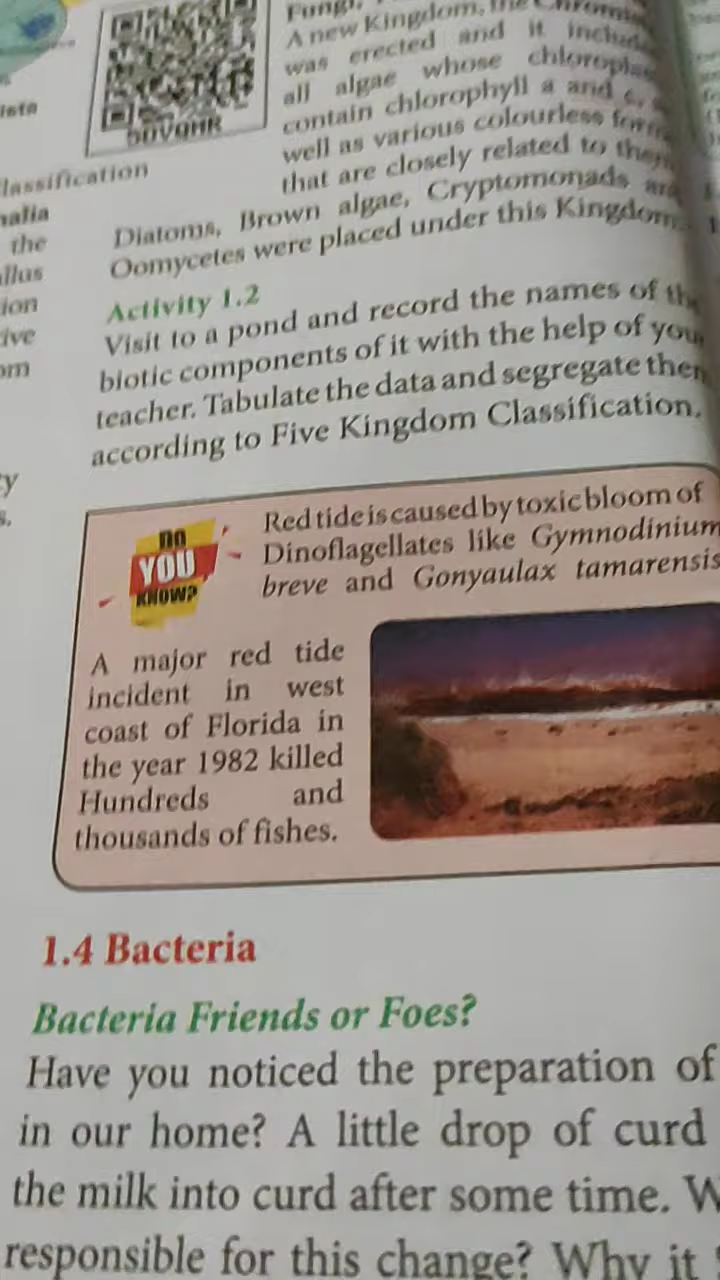 5DV9HR
Fungi.
A new Kingdom, the
was erected and it
all algae whose
contain chlorophyll a and c,
well as various colourless
that are closely related to
Diatoms, Brown algae, Cryptomonads
Oomycetes were placed under this Kingdom.
lassification
the
Activity 1.2
Visit to a pond and record the names of
biotic components of it with the help of
teacher. Tabulate the data and segregate
according to Five Kingdom Classification.
DO
YOU
KNOW?
Red tide is caused by toxic bloom of
Dinoflagellates like Gymnodinium
breve and Gonyaulax tamarensis
A major red tide
incident in west
coast of Florida in
the year 1982 killed
Hundreds and
thousands of fishes.
1.4 Bacteria
Bacteria Friends or Foes?
Have you noticed the preparation of
in our home? A little drop of curd
the milk into curd after some time. W
responsible for this change? Why it